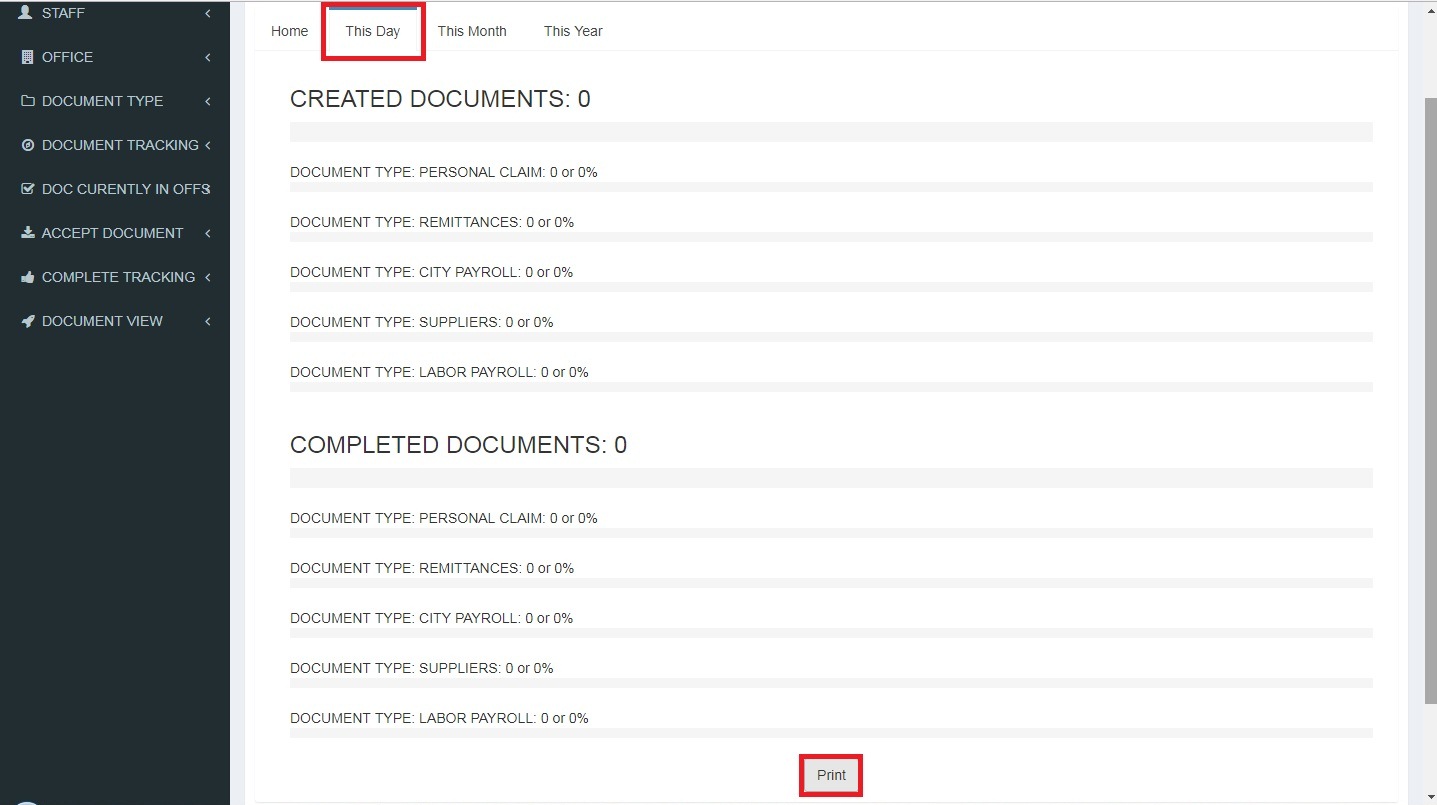 STAFF
OFFICE
DOCUMENT TYPE
DOCUMENT TRACKING
DOC CURENTLY IN OFFS
ACCEPT DOCUMENT
COMPLETE TRACKING
DOCUMENT VIEW
Home This Day This Month This Year
CREATED DOCUMENTS: 0
DOCUMENT TYPE: PERSONAL CLAIM: 0 or 0%
DOCUMENT TYPE: REMITTANCES: 0 or 0%
DOCUMENT TYPE: CITY PAYROLL: 0 or 0%
DOCUMENT TYPE: SUPPLIERS: 0 or 0%
DOCUMENT TYPE: LABOR PAYROLL: 0 or 0%
COMPLETED DOCUMENTS: 0
DOCUMENT TYPE: PERSONAL CLAIM: 0 or 0%
DOCUMENT TYPE: REMITTANCES: 0 or 0%
DOCUMENT TYPE: CITY PAYROLL: 0 or 0%
DOCUMENT TYPE: SUPPLIERS: 0 or 0%
DOCUMENT TYPE: LABOR PAYROLL: 0 or 0%
Print